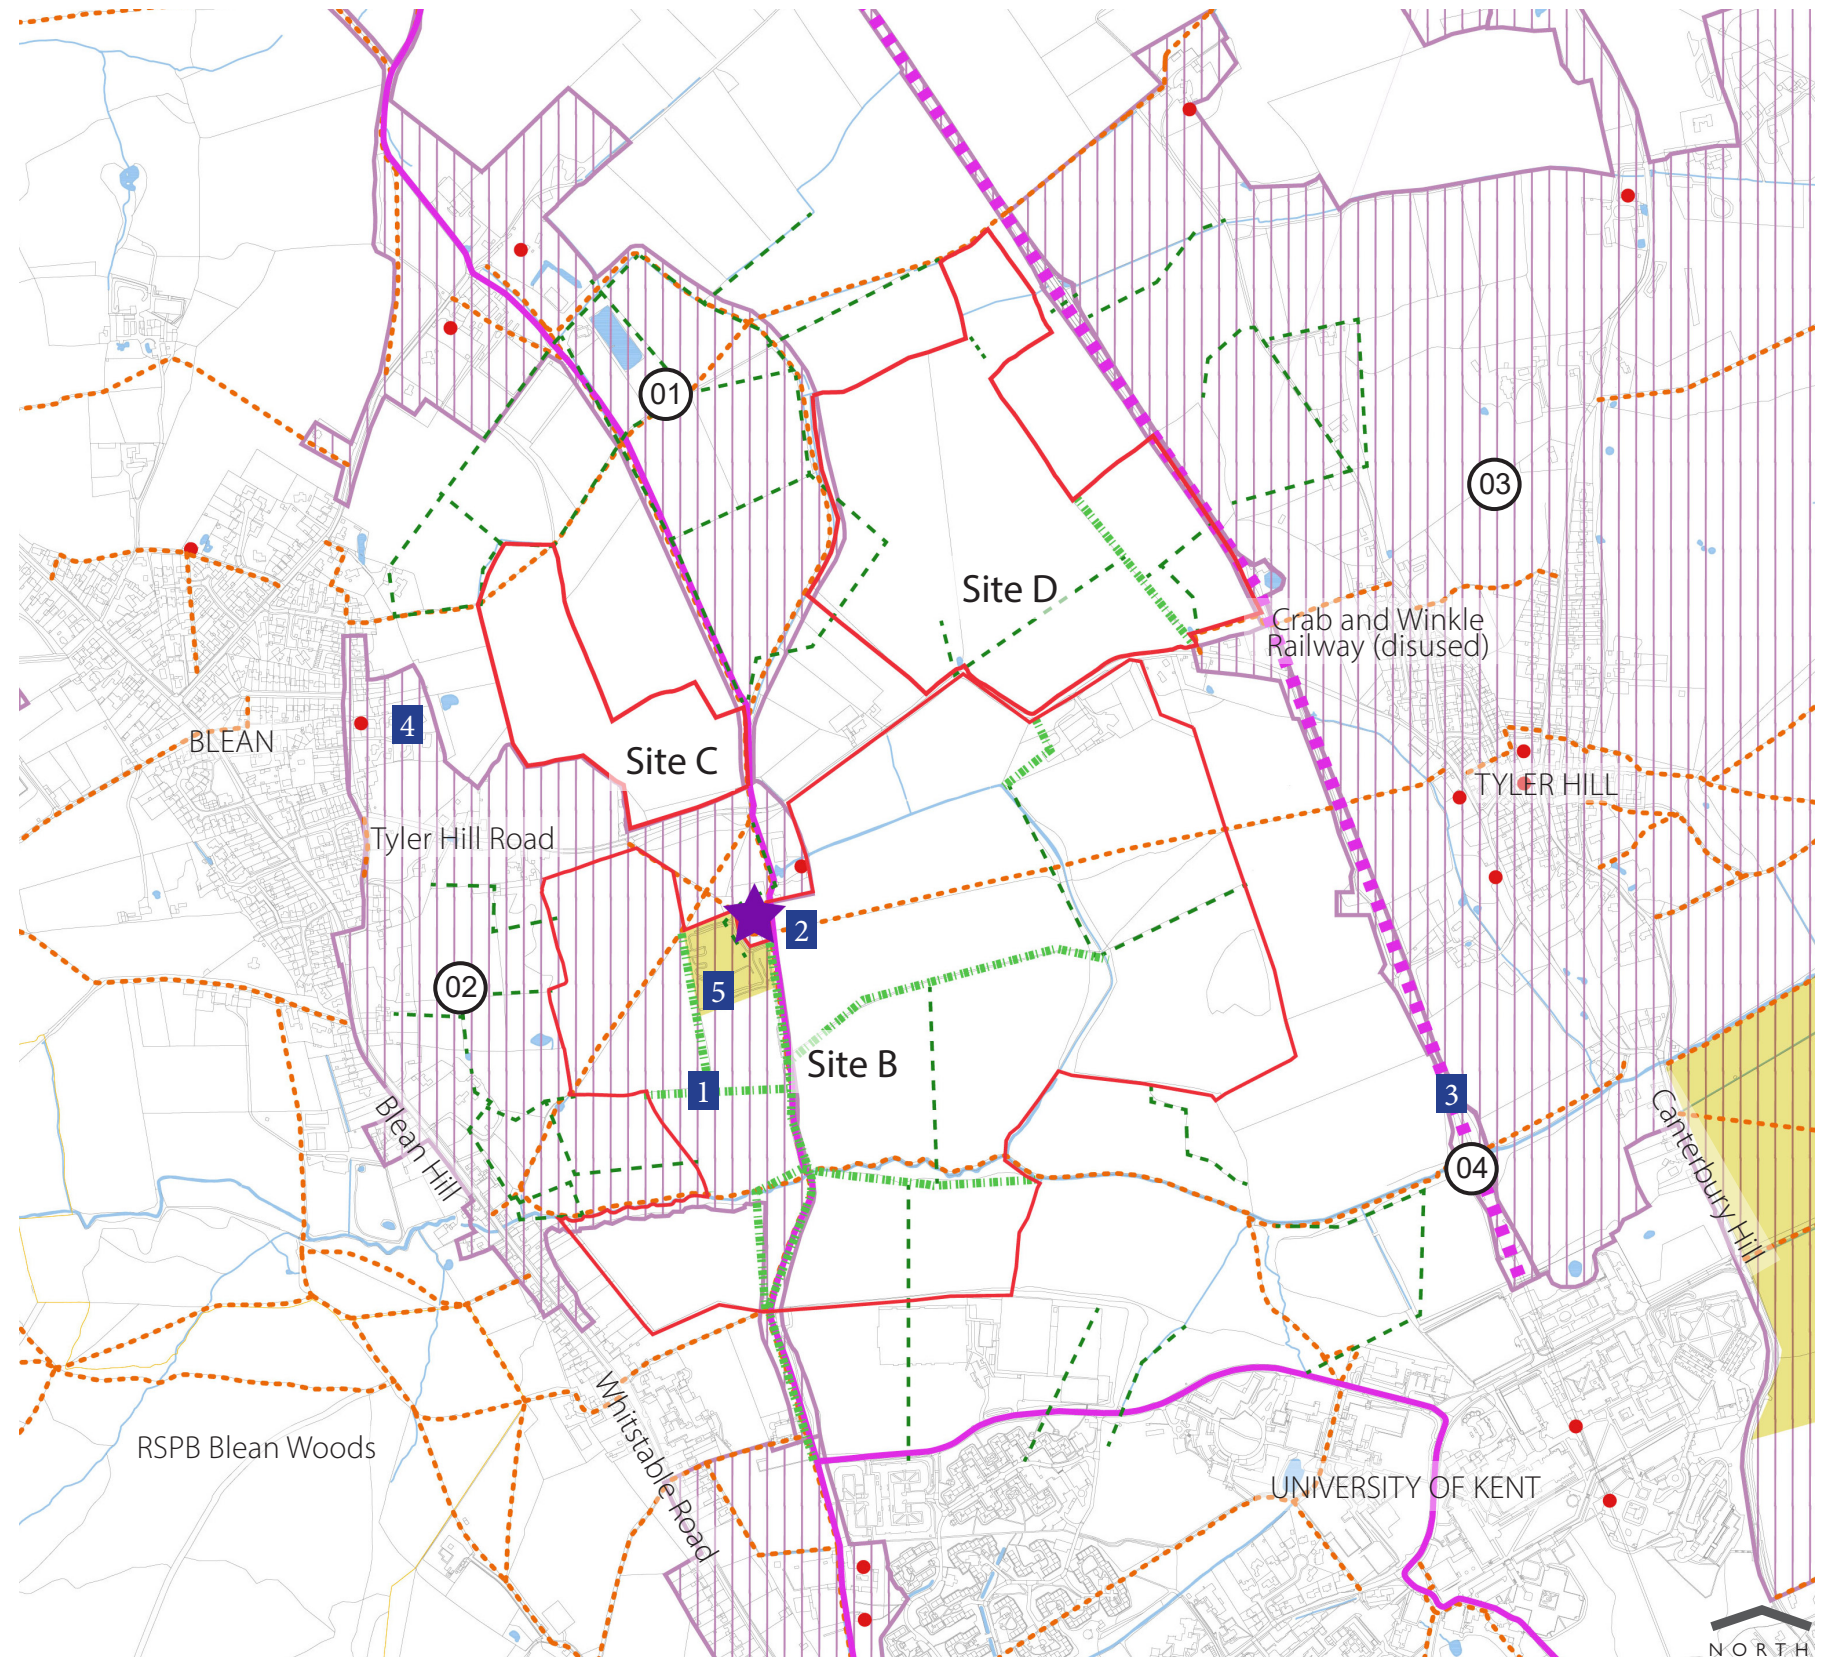 01
03
Site D
Crab and Winkle
Railway (disused)
4
BLEAN
Site C
TYLER HILL
Tyler Hill Road
2
02
5
Site B
1
3
Blean Hill
Canterbury Hill
04
Whitstable Road
RSPB Blean Woods
UNIVERSITY OF KENT
NORTH